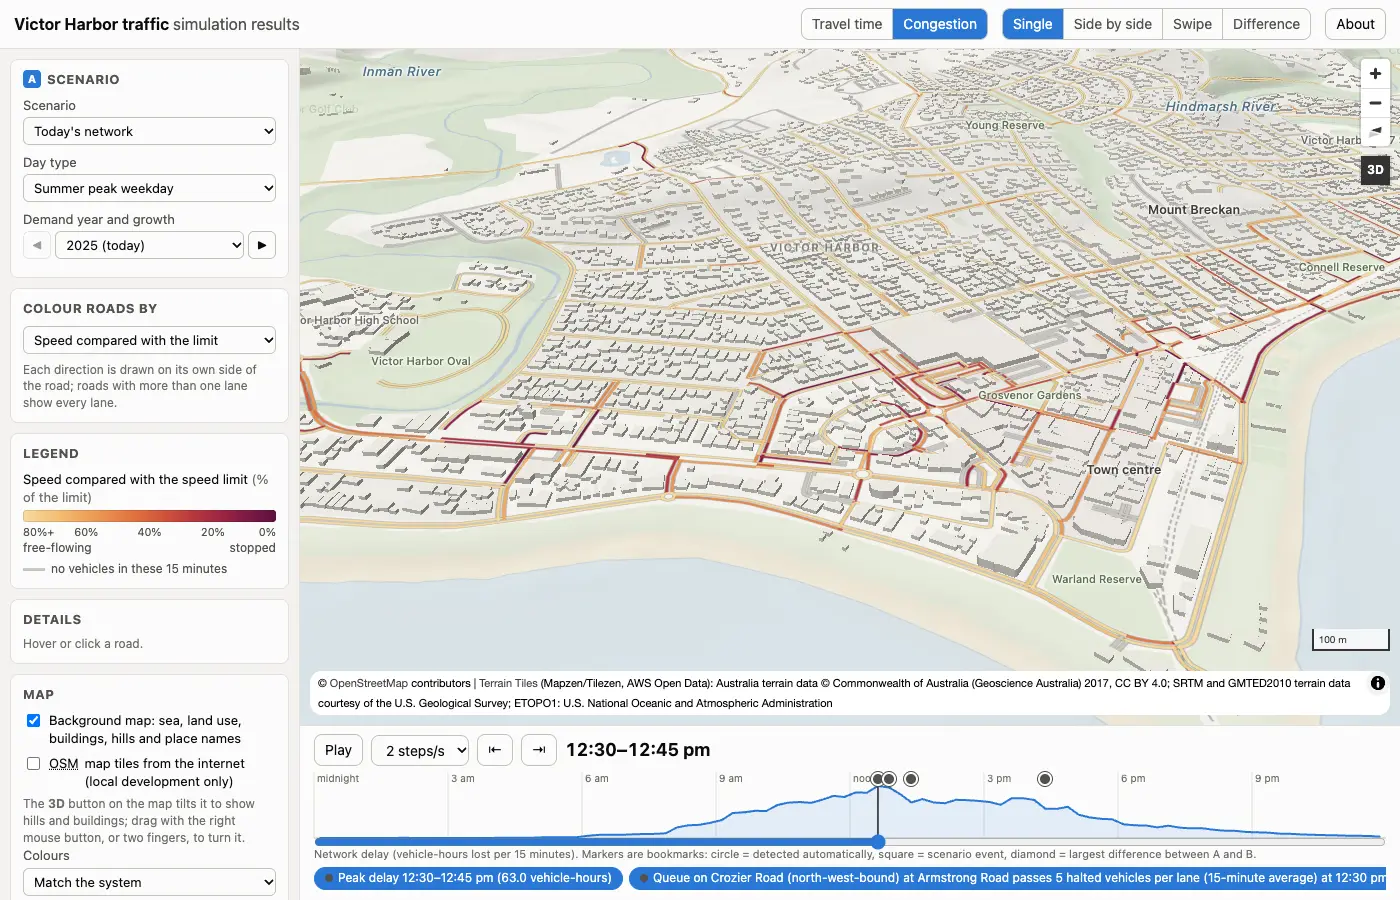 Victor Harbor traffic simulation results
Travel time
Congestion
Single
Side by side
Swipe
Difference
About
A SCENARIO
Scenario
Today's network
Day type
Summer peak weekday
Demand year and growth
◀
2025 (today)
▶
COLOUR ROADS BY
Speed compared with the limit
Each direction is drawn on its own side of
the road; roads with more than one lane
show every lane.
LEGEND
Speed compared with the speed limit (%
of the limit)
80%+ 60% 40% 20% 0%
free-flowing stopped
no vehicles in these 15 minutes
DETAILS
Hover or click a road.
MAP
Background map: sea, land use,
buildings, hills and place names
OSM map tiles from the internet
(local development only)
The 3D button on the map tilts it to show
hills and buildings; drag with the right
mouse button, or two fingers, to turn it.
Colours
Match the system
Inman River
Golf Club
Young Reserve
Hindmarsh River
Victor Harb
7
+
−
3D
Mount Breckan
VICTOR HARBOR
Connell Reserve
or Harbor High School
Victor Harbor Oval
Grosvenor Gardens
Town centre
Warland Reserve
100 m
© OpenStreetMap contributors | Terrain Tiles (Mapzen/Tilezen, AWS Open Data): Australia terrain data © Commonwealth of Australia (Geoscience Australia) 2017, CC BY 4.0; SRTM and GMTED2010 terrain data
courtesy of the U.S. Geological Survey; ETOPO1: U.S. National Oceanic and Atmospheric Administration
Play
2 steps/s
⇤
⇥
12:30–12:45 pm
midnight 3 am 6 am 9 am noo 3 pm 6 pm 9 pm
Network delay (vehicle-hours lost per 15 minutes). Markers are bookmarks: circle = detected automatically, square = scenario event, diamond = largest difference between A and B.
Peak delay 12:30–12:45 pm (63.0 vehicle-hours)
Queue on Crozier Road (north-west-bound) at Armstrong Road passes 5 halted vehicles per lane (15-minute average) at 12:30 pm